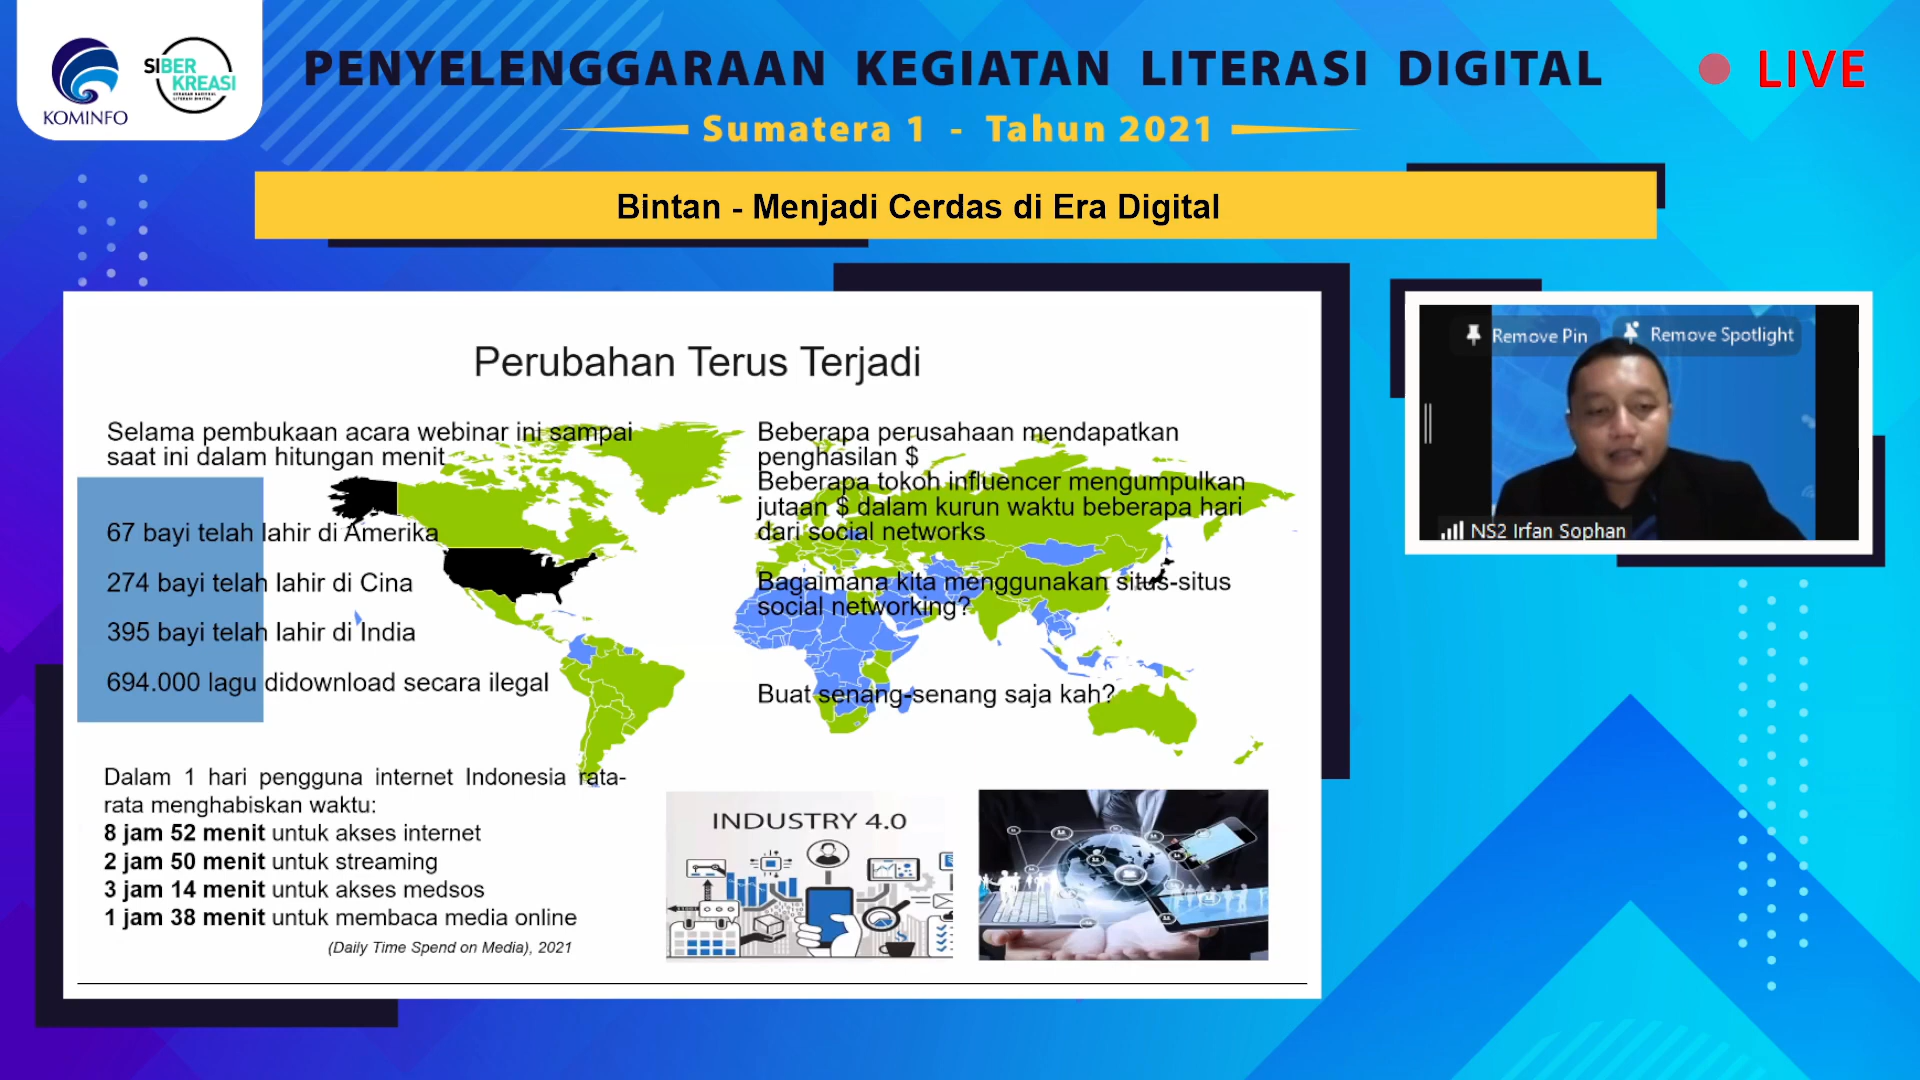 KOMINFO
SIBER
KREASI
PENYELENGGARAAN KEGIATAN LITERASI DIGITAL
LIVE
Sumatera 1 - Tahun 2021
Bintan - Menjadi Cerdas di Era Digital
Perubahan Terus Terjadi
Selama pembukaan acara webinar ini sampai
saat ini dalam hitungan menit
67 bayi telah lahir di Amerika
274 bayi telah lahir di Cina
395 bayi telah lahir di India
694.000 lagu didownload secara ilegal
Dalam 1 hari pengguna internet Indonesia rata-
rata menghabiskan waktu:
8 jam 52 menit untuk akses internet
2 jam 50 menit untuk streaming
3 jam 14 menit untuk akses medsos
1 jam 38 menit untuk membaca media online
(Daily Time Spend on Media), 2021
Beberapa perusahaan mendapatkan
penghasilan $
Beberapa tokoh influencer mengumpulkan
jutaan $ dalam kurun waktu beberapa hari
dari social networks
Bagaimana kita menggunakan situs-situs
social networking?
Buat senang-senang saja kah?
INDUSTRY 4.0
Remove Pin
Remove Spotlight
NS2 Irfan Sophan